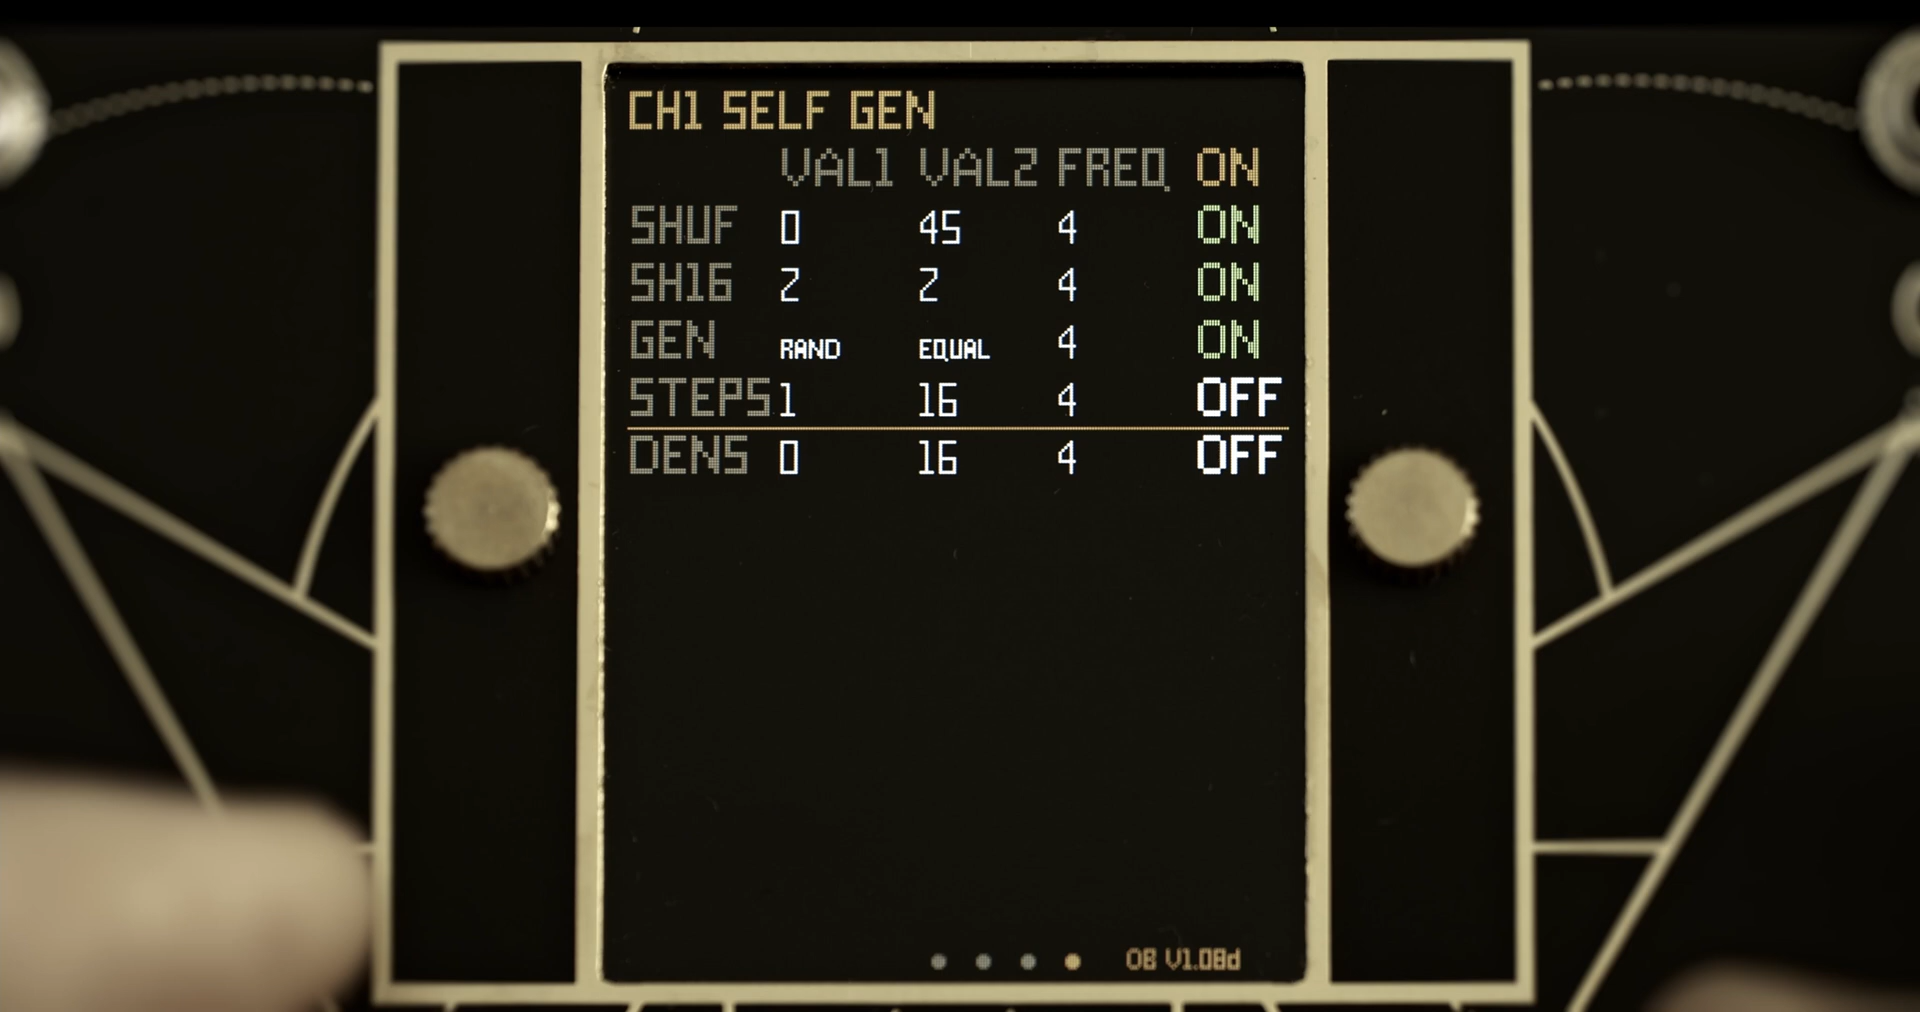 CH1 SELF GEN
VAL1 VAL2 FREQ ON
SHUF 0 45 4 ON
SH16 2 2 4 ON
GEN RAND EQUAL 4 ON
STEPS 1 16 4 OFF
DENS 0 16 4 OFF
OB V1.08d